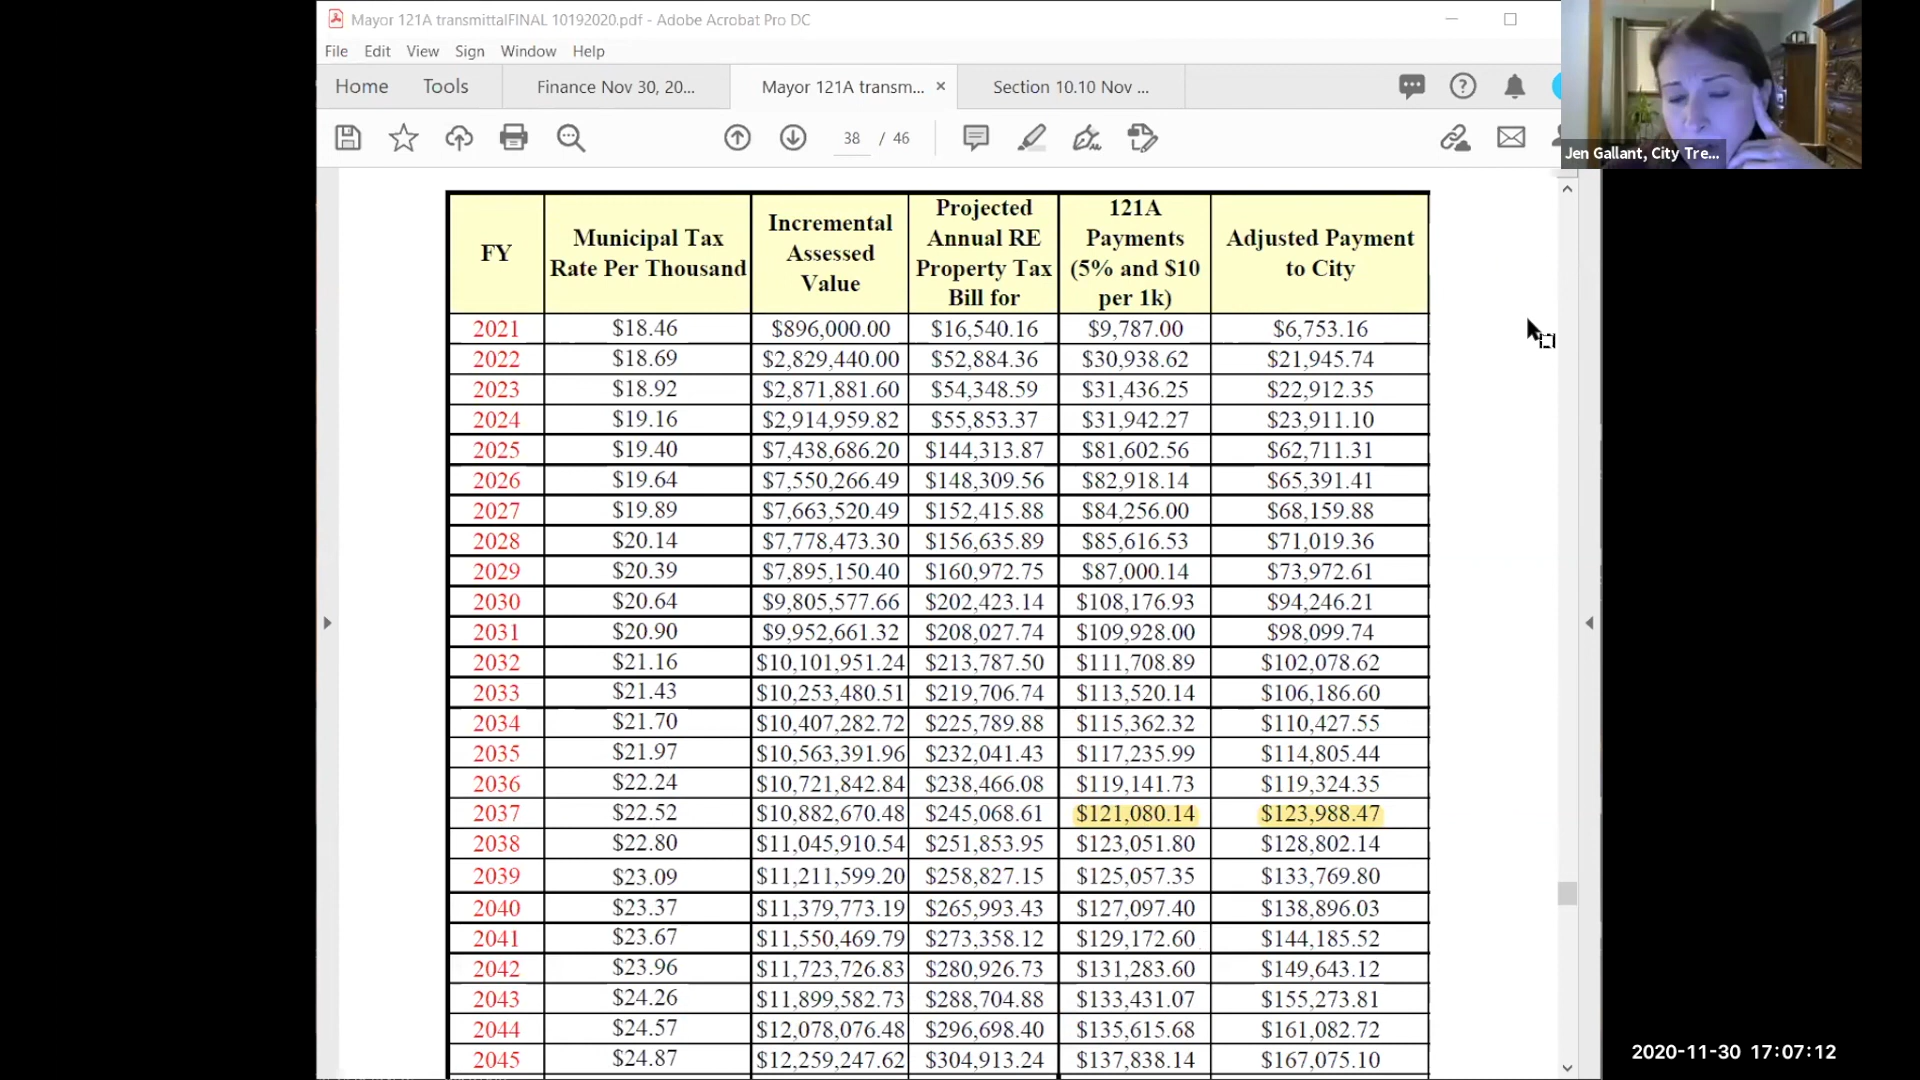 Mayor 121A transmittalFINAL 10192020.pdf - Adobe Acrobat Pro DC
File Edit View Sign Window Help
Home Tools Finance Nov 30, 20... Mayor 121A transm... × Section 10.10 Nov ...
38 / 46
Jen Gallant, City Tre...
FY Municipal Tax Rate Per Thousand Incremental Assessed Value Projected Annual RE Property Tax Bill for 121A Payments (5% and $10 per 1k) Adjusted Payment to City
2021 $18.46 $896,000.00 $16,540.16 $9,787.00 $6,753.16
2022 $18.69 $2,829,440.00 $52,884.36 $30,938.62 $21,945.74
2023 $18.92 $2,871,881.60 $54,348.59 $31,436.25 $22,912.35
2024 $19.16 $2,914,959.82 $55,853.37 $31,942.27 $23,911.10
2025 $19.40 $7,438,686.20 $144,313.87 $81,602.56 $62,711.31
2026 $19.64 $7,550,266.49 $148,309.56 $82,918.14 $65,391.41
2027 $19.89 $7,663,520.49 $152,415.88 $84,256.00 $68,159.88
2028 $20.14 $7,778,473.30 $156,635.89 $85,616.53 $71,019.36
2029 $20.39 $7,895,150.40 $160,972.75 $87,000.14 $73,972.61
2030 $20.64 $9,805,577.66 $202,423.14 $108,176.93 $94,246.21
2031 $20.90 $9,952,661.32 $208,027.74 $109,928.00 $98,099.74
2032 $21.16 $10,101,951.24 $213,787.50 $111,708.89 $102,078.62
2033 $21.43 $10,253,480.51 $219,706.74 $113,520.14 $106,186.60
2034 $21.70 $10,407,282.72 $225,789.88 $115,362.32 $110,427.55
2035 $21.97 $10,563,391.96 $232,041.43 $117,235.99 $114,805.44
2036 $22.24 $10,721,842.84 $238,466.08 $119,141.73 $119,324.35
2037 $22.52 $10,882,670.48 $245,068.61 $121,080.14 $123,988.47
2038 $22.80 $11,045,910.54 $251,853.95 $123,051.80 $128,802.14
2039 $23.09 $11,211,599.20 $258,827.15 $125,057.35 $133,769.80
2040 $23.37 $11,379,773.19 $265,993.43 $127,097.40 $138,896.03
2041 $23.67 $11,550,469.79 $273,358.12 $129,172.60 $144,185.52
2042 $23.96 $11,723,726.83 $280,926.73 $131,283.60 $149,643.12
2043 $24.26 $11,899,582.73 $288,704.88 $133,431.07 $155,273.81
2044 $24.57 $12,078,076.48 $296,698.40 $135,615.68 $161,082.72
2045 $24.87 $12,259,247.62 $304,913.24 $137,838.14 $167,075.10
2020-11-30 17:07:12